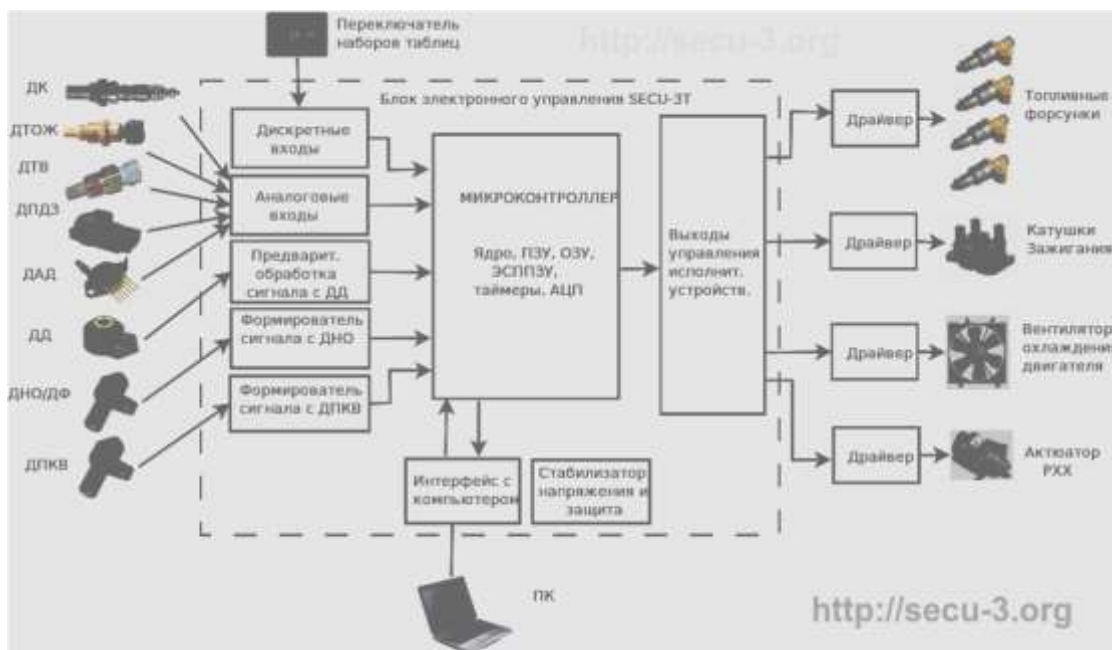 Переключатель
наборов таблиц
http://secu-3.org
ДК
ДТОЖ
ДТВ
ДПДЗ
ДАД
ДД
ДНО/ДФ
ДПКВ
Блок электронного управления SECU-3T
Дискретные
входы
Аналоговые
входы
Предварит.
обработка
сигнала с ДД
Формирователь
сигнала с ДНО
Формирователь
сигнала с ДПКВ
МИКРОКОНТРОЛЛЕР
Ядро, ПЗУ, ОЗУ,
ЭСППЗУ,
таймеры, АЦП
Выходы
управления
исполнит.
устройств.
Интерфейс с
компьютером
Стабилизатор
напряжения и
защита
ПК
Драйвер
Топливные
форсунки
Драйвер
Катушки
Зажигания
Драйвер
Вентилятор
охлаждения
двигателя
Драйвер
Актюатор
РХХ
http://secu-3.org